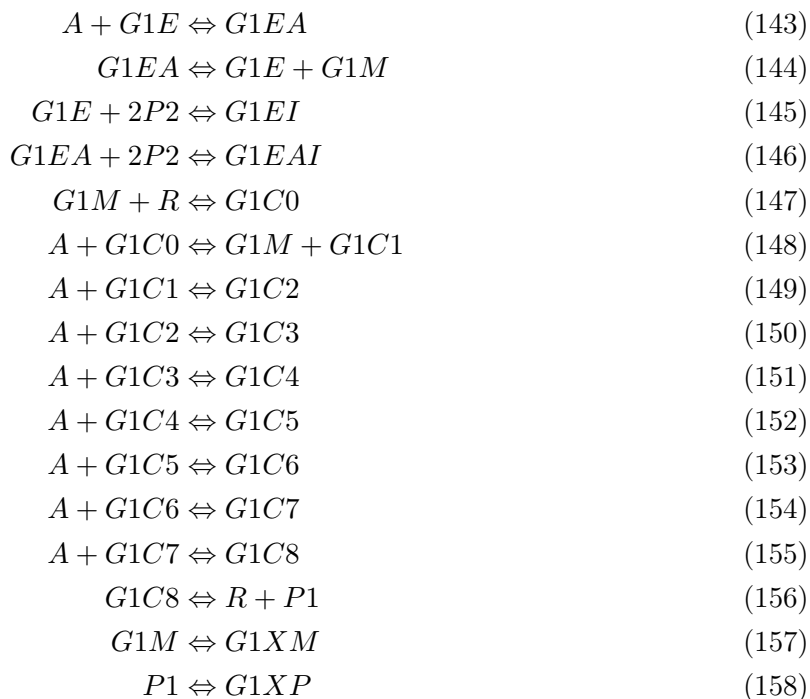 A + G1E ⇔ G1EA (143)
G1EA ⇔ G1E + G1M (144)
G1E + 2P2 ⇔ G1EI (145)
G1EA + 2P2 ⇔ G1EAI (146)
G1M + R ⇔ G1C0 (147)
A + G1C0 ⇔ G1M + G1C1 (148)
A + G1C1 ⇔ G1C2 (149)
A + G1C2 ⇔ G1C3 (150)
A + G1C3 ⇔ G1C4 (151)
A + G1C4 ⇔ G1C5 (152)
A + G1C5 ⇔ G1C6 (153)
A + G1C6 ⇔ G1C7 (154)
A + G1C7 ⇔ G1C8 (155)
G1C8 ⇔ R + P1 (156)
G1M ⇔ G1XM (157)
P1 ⇔ G1XP (158)